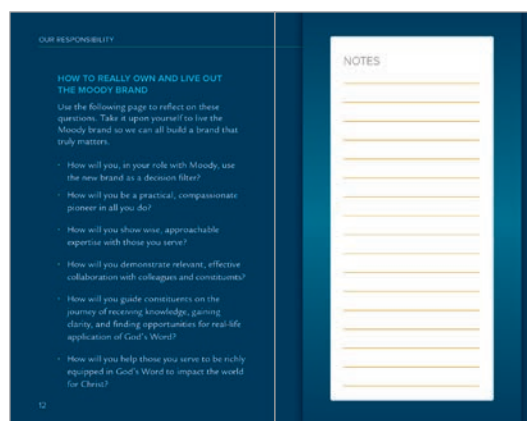 OUR RESPONSIBILITY
HOW TO REALLY OWN AND LIVE OUT
THE MOODY BRAND
Use the following page to reflect on these
questions. Take it upon yourself to live the
Moody brand so we can all build a brand that
truly matters.
· How will you, in your role with Moody, use
the new brand as a decision filter?
· How will you be a practical, compassionate
pioneer in all you do?
· How will you show wise, approachable
expertise with those you serve?
· How will you demonstrate relevant, effective
collaboration with colleagues and constituents?
· How will you guide constituents on the
journey of receiving knowledge, gaining
clarity, and finding opportunities for real-life
application of God's Word?
· How will you help those you serve to be richly
equipped in God's Word to impact the world
for Christ?
12
NOTES